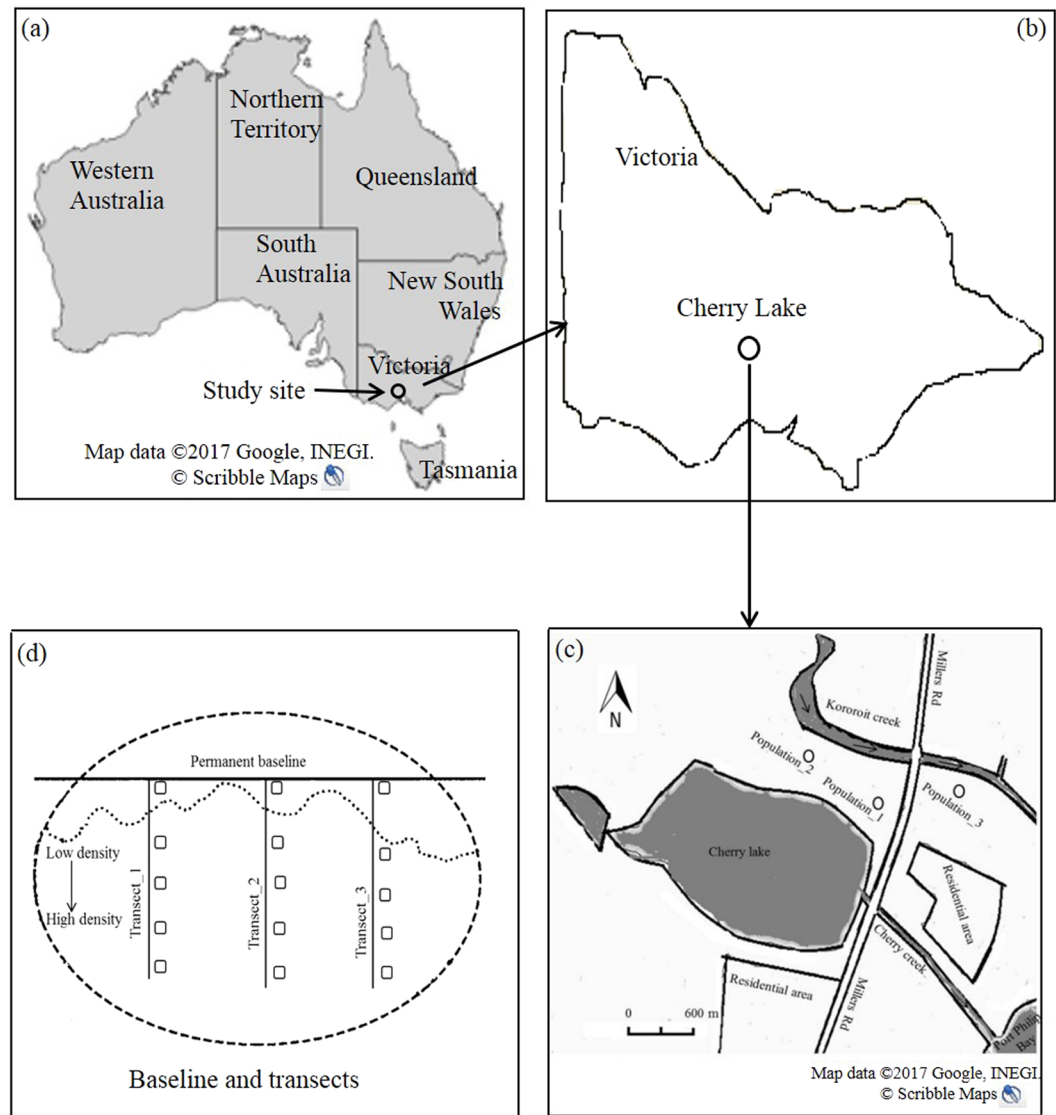 (a)
Northern
Territory
Western
Australia
Queensland
South
Australia
New South
Wales
Victoria
Study site
Map data ©2017 Google, INEGI.
© Scribble Maps
Tasmania
(b)
Victoria
Cherry Lake
(d)
Permanent baseline
Low density
High density
Transect_1
Transect_2
Transect_3
Baseline and transects
(c)
N
Millers Rd
Kororoit creek
Population_2
Population_1
Population_3
Cherry lake
Residential area
Cherry creek
Residential area
Millers Rd
0 600 m
Port Philip
Bay
Map data ©2017 Google, INEGI.
© Scribble Maps